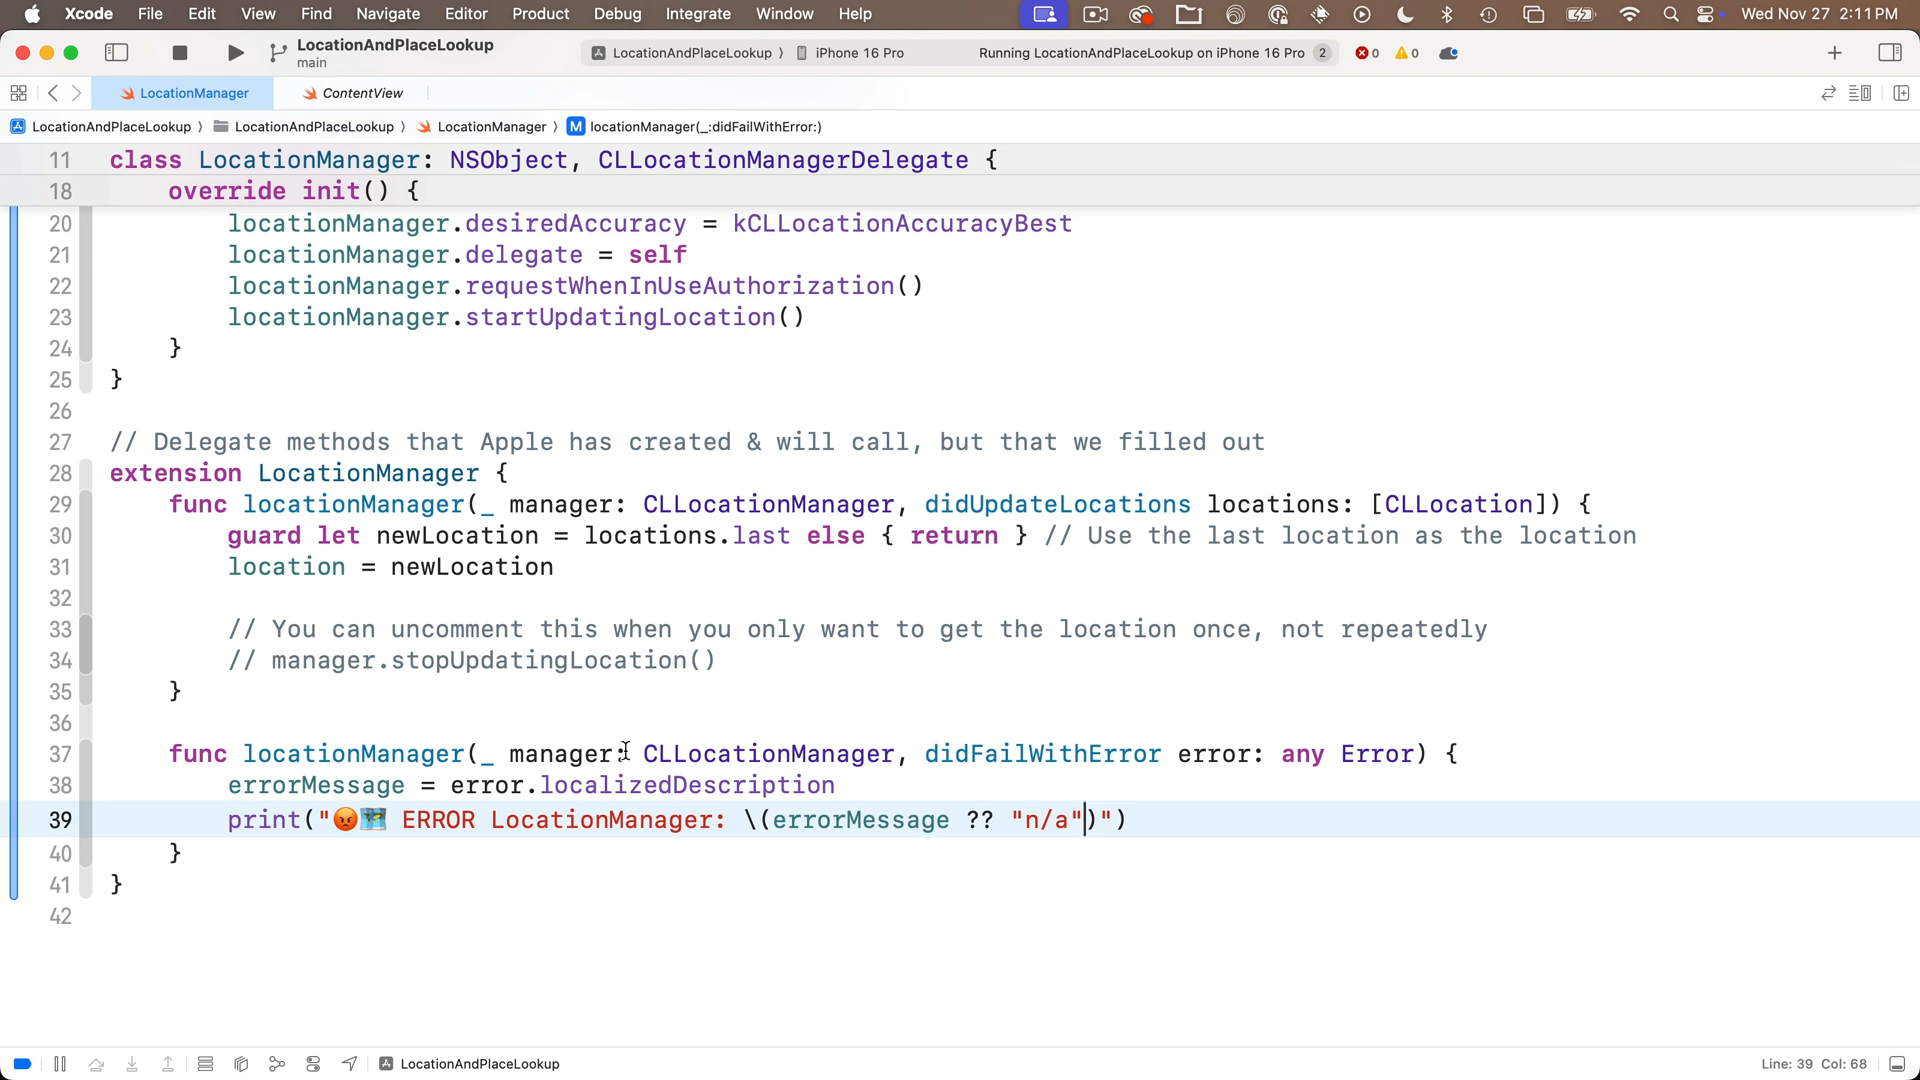 Xcode File Edit View Find Navigate Editor Product Debug Integrate Window Help Wed Nov 27 2:11 PM
LocationAndPlaceLookup
main
LocationAndPlaceLookup 〉 iPhone 16 Pro Running LocationAndPlaceLookup on iPhone 16 Pro 2 0 0
LocationManager ContentView
LocationAndPlaceLookup 〉 LocationAndPlaceLookup 〉 LocationManager 〉 M locationManager(_:didFailWithError:)
11 class LocationManager: NSObject, CLLocationManagerDelegate {
18 override init() {
20 locationManager.desiredAccuracy = kCLLocationAccuracyBest
21 locationManager.delegate = self
22 locationManager.requestWhenInUseAuthorization()
23 locationManager.startUpdatingLocation()
24 }
25 }
26
27 // Delegate methods that Apple has created & will call, but that we filled out
28 extension LocationManager {
29 func locationManager(_ manager: CLLocationManager, didUpdateLocations locations: [CLLocation]) {
30 guard let newLocation = locations.last else { return } // Use the last location as the location
31 location = newLocation
32
33 // You can uncomment this when you only want to get the location once, not repeatedly
34 // manager.stopUpdatingLocation()
35 }
36
37 func locationManager(_ manager: CLLocationManager, didFailWithError error: any Error) {
38 errorMessage = error.localizedDescription
39 print("😡🗺️ ERROR LocationManager: \(errorMessage ?? "n/a")")
40 }
41 }
42
LocationAndPlaceLookup Line: 39 Col: 68